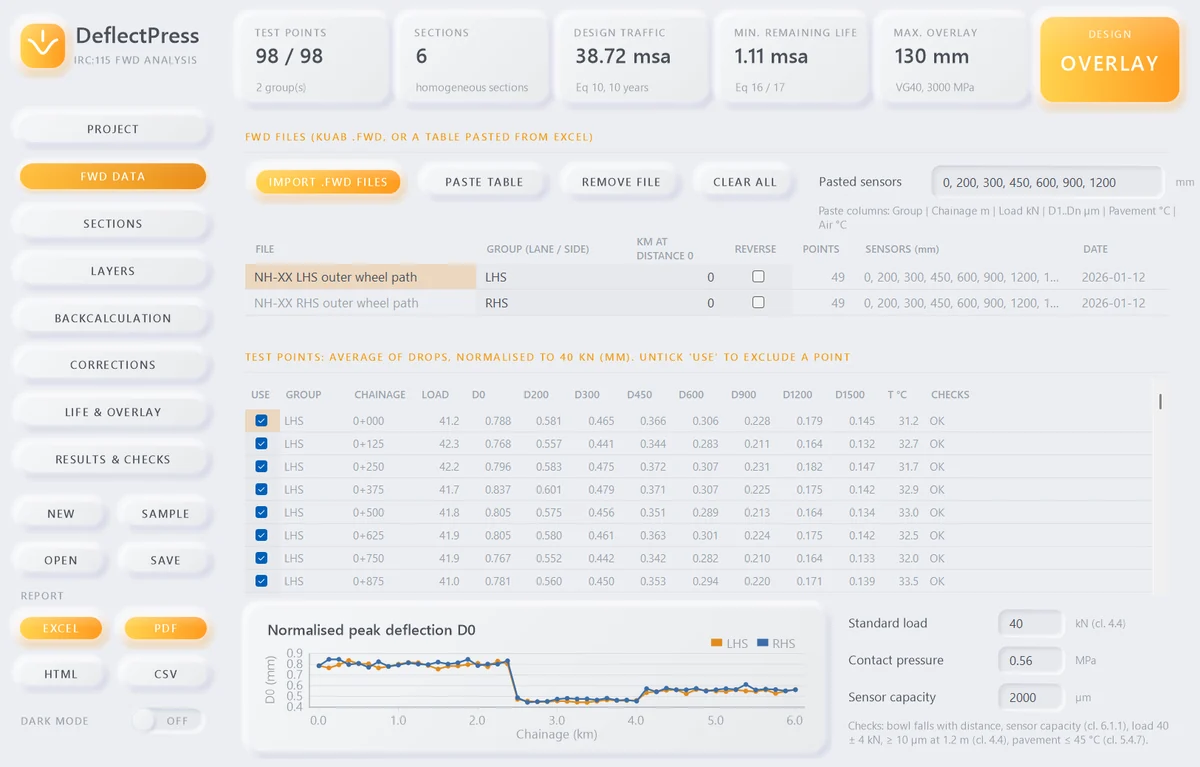 DeflectPress
IRC:115 FWD ANALYSIS
TEST POINTS
98 / 98
2 group(s)
SECTIONS
6
homogeneous sections
DESIGN TRAFFIC
38.72 msa
Eq 10, 10 years
MIN. REMAINING LIFE
1.11 msa
Eq 16 / 17
MAX. OVERLAY
130 mm
VG40, 3000 MPa
DESIGN
OVERLAY
PROJECT
FWD DATA
SECTIONS
LAYERS
BACKCALCULATION
CORRECTIONS
LIFE & OVERLAY
RESULTS & CHECKS
NEW SAMPLE
OPEN SAVE
REPORT
EXCEL PDF
HTML CSV
DARK MODE OFF
FWD FILES (KUAB .FWD, OR A TABLE PASTED FROM EXCEL)
IMPORT .FWD FILES PASTE TABLE REMOVE FILE CLEAR ALL Pasted sensors 0, 200, 300, 450, 600, 900, 1200 mm
Paste columns: Group | Chainage m | Load kN | D1..Dn µm | Pavement °C |
Air °C
FILE GROUP (LANE / SIDE) KM AT DISTANCE 0 REVERSE POINTS SENSORS (mm) DATE
NH-XX LHS outer wheel path LHS 0 49 0, 200, 300, 450, 600, 900, 1200, 1... 2026-01-12
NH-XX RHS outer wheel path RHS 0 49 0, 200, 300, 450, 600, 900, 1200, 1... 2026-01-12
TEST POINTS: AVERAGE OF DROPS, NORMALISED TO 40 KN (MM). UNTICK 'USE' TO EXCLUDE A POINT
USE GROUP CHAINAGE LOAD D0 D200 D300 D450 D600 D900 D1200 D1500 T °C CHECKS
LHS 0+000 41.2 0.788 0.581 0.465 0.366 0.306 0.228 0.179 0.145 31.2 OK
LHS 0+125 42.3 0.768 0.557 0.441 0.344 0.283 0.211 0.164 0.132 32.7 OK
LHS 0+250 42.2 0.796 0.583 0.475 0.372 0.307 0.231 0.182 0.147 31.7 OK
LHS 0+375 41.7 0.837 0.601 0.479 0.371 0.307 0.225 0.175 0.142 32.9 OK
LHS 0+500 41.8 0.805 0.575 0.456 0.351 0.289 0.213 0.164 0.134 33.0 OK
LHS 0+625 41.9 0.805 0.580 0.461 0.363 0.301 0.224 0.175 0.142 32.5 OK
LHS 0+750 41.9 0.767 0.552 0.442 0.342 0.282 0.210 0.164 0.133 32.0 OK
LHS 0+875 41.0 0.781 0.560 0.450 0.353 0.294 0.220 0.171 0.139 33.5 OK
Normalised peak deflection D0
LHS RHS
D0 (mm)
0.9
0.8
0.7
0.6
0.5
0.4
0.0 1.0 2.0 3.0 4.0 5.0 6.0
Chainage (km)
Standard load 40 kN (cl. 4.4)
Contact pressure 0.56 MPa
Sensor capacity 2000 µm
Checks: bowl falls with distance, sensor capacity (cl. 6.1.1), load 40
± 4 kN, ≥ 10 µm at 1.2 m (cl. 4.4), pavement ≤ 45 °C (cl. 5.4.7).